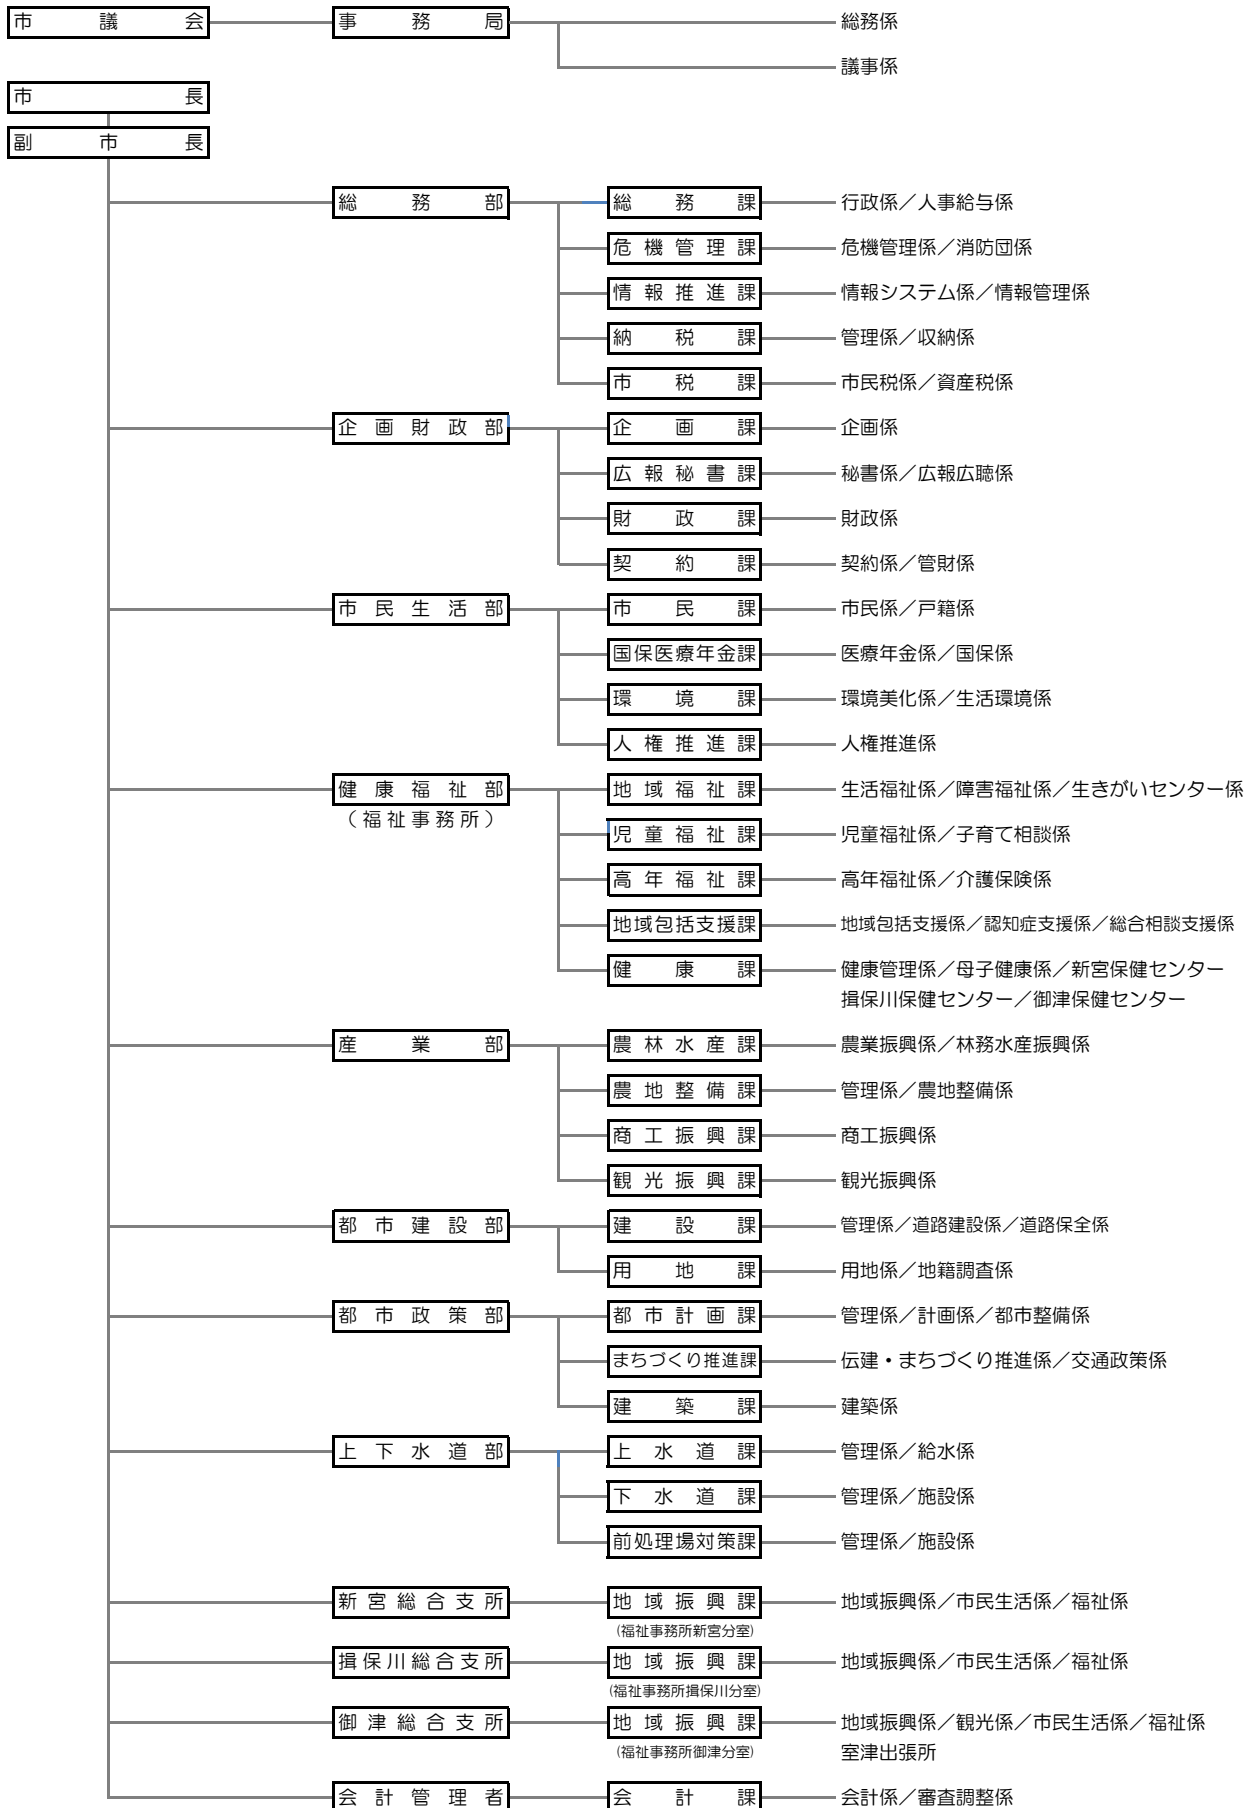 市議会 事務局 総務係
議事係
市長
副市長
総務部 総務課 行政係／人事給与係
危機管理課 危機管理係／消防団係
情報推進課 情報システム係／情報管理係
納税課 管理係／収納係
市税課 市民税係／資産税係
企画財政部 企画課 企画係
広報秘書課 秘書係／広報広聴係
財政課 財政係
契約課 契約係／管財係
市民生活部 市民課 市民係／戸籍係
国保医療年金課 医療年金係／国保係
環境課 環境美化係／生活環境係
人権推進課 人権推進係
健康福祉部 地域福祉課 生活福祉係／障害福祉係／生きがいセンター係
（福祉事務所）
児童福祉課 児童福祉係／子育て相談係
高年福祉課 高年福祉係／介護保険係
地域包括支援課 地域包括支援係／認知症支援係／総合相談支援係
健康課 健康管理係／母子健康係／新宮保健センター
揖保川保健センター／御津保健センター
産業部 農林水産課 農業振興係／林務水産振興係
農地整備課 管理係／農地整備係
商工振興課 商工振興係
観光振興課 観光振興係
都市建設部 建設課 管理係／道路建設係／道路保全係
用地課 用地係／地籍調査係
都市政策部 都市計画課 管理係／計画係／都市整備係
まちづくり推進課 伝建・まちづくり推進係／交通政策係
建築課 建築係
上下水道部 上水道課 管理係／給水係
下水道課 管理係／施設係
前処理場対策課 管理係／施設係
新宮総合支所 地域振興課 地域振興係／市民生活係／福祉係
(福祉事務所新宮分室)
揖保川総合支所 地域振興課 地域振興係／市民生活係／福祉係
(福祉事務所揖保川分室)
御津総合支所 地域振興課 地域振興係／観光係／市民生活係／福祉係
(福祉事務所御津分室) 室津出張所
会計管理者 会計課 会計係／審査調整係